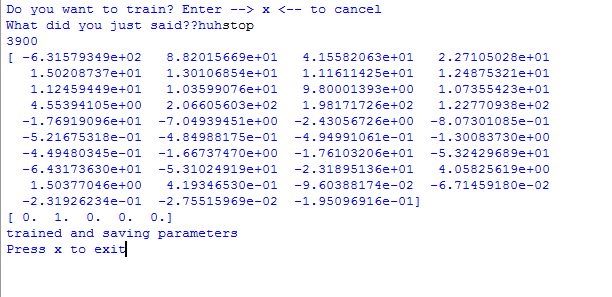 Do you want to train? Enter --> x <-- to cancel
What did you just said??huhstop
3900
[ -6.31579349e+02 8.82015669e+01 4.15582063e+01 2.27105028e+01
1.50208737e+01 1.30106854e+01 1.11611425e+01 1.24875321e+01
1.12459449e+01 1.03599076e+01 9.80001393e+00 1.07355423e+01
4.55394105e+00 2.06605603e+02 1.98171726e+02 1.22770938e+02
-1.76919096e+01 -7.04939451e+00 -2.43056726e+00 -8.07301085e-01
-5.21675318e-01 -4.84988175e-01 -4.94991061e-01 -1.30083730e+00
-4.49480345e-01 -1.66737470e+00 -1.76103206e+01 -5.32429689e+01
-6.43173630e+01 -5.31024919e+01 -2.31895136e+01 4.05825619e+00
1.50377046e+00 4.19346530e-01 -9.60388174e-02 -6.71459180e-02
-2.31926234e-01 -2.75515969e-02 -1.95096916e-01]
[ 0. 1. 0. 0. 0.]
trained and saving parameters
Press x to exit